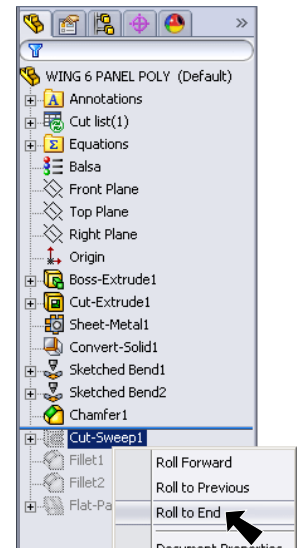 »
WING 6 PANEL POLY (Default)
A Annotations
Cut list(1)
Σ Equations
Balsa
Front Plane
Top Plane
Right Plane
Origin
Boss-Extrude1
Cut-Extrude1
Sheet-Metal1
Convert-Solid1
Sketched Bend1
Sketched Bend2
Chamfer1
Cut-Sweep1
Fillet1
Roll Forward
Fillet2
Roll to Previous
Flat-Pa
Roll to End
Document Properties